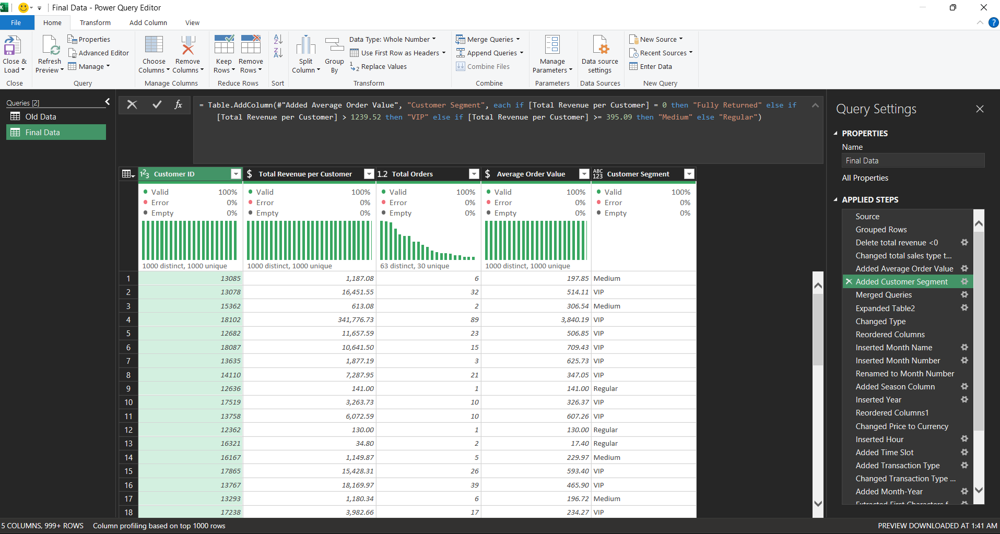 Final Data - Power Query Editor
File Home Transform Add Column View
Close & Load
Close
Refresh Preview
Properties
Advanced Editor
Manage
Query
Choose Columns
Remove Columns
Manage Columns
Keep Rows
Remove Rows
Reduce Rows
Sort
Split Column
Group By
Data Type: Whole Number
Use First Row as Headers
Replace Values
Transform
Merge Queries
Append Queries
Combine Files
Combine
Manage Parameters
Parameters
Data source settings
Data Sources
New Source
Recent Sources
Enter Data
New Query
Queries [2]
Old Data
Final Data
fx
= Table.AddColumn(#"Added Average Order Value", "Customer Segment", each if [Total Revenue per Customer] = 0 then "Fully Returned" else if
[Total Revenue per Customer] > 1239.52 then "VIP" else if [Total Revenue per Customer] >= 395.09 then "Medium" else "Regular")
123 Customer ID $ Total Revenue per Customer 1.2 Total Orders $ Average Order Value ABC 123 Customer Segment
Valid 100% Valid 100% Valid 100% Valid 100% Valid 100%
Error 0% Error 0% Error 0% Error 0% Error 0%
Empty 0% Empty 0% Empty 0% Empty 0% Empty 0%
1000 distinct, 1000 unique 1000 distinct, 1000 unique 63 distinct, 30 unique 1000 distinct, 1000 unique
1 13085 1,187.08 6 197.85 Medium
2 13078 16,451.55 32 514.11 VIP
3 15362 613.08 2 306.54 Medium
4 18102 341,776.73 89 3,840.19 VIP
5 12682 11,657.59 23 506.85 VIP
6 18087 10,641.50 15 709.43 VIP
7 13635 1,877.19 3 625.73 VIP
8 14110 7,287.95 21 347.05 VIP
9 12636 141.00 1 141.00 Regular
10 17519 3,263.73 10 326.37 VIP
11 13758 6,072.59 10 607.26 VIP
12 12362 130.00 1 130.00 Regular
13 16321 34.80 2 17.40 Regular
14 16167 1,149.87 5 229.97 Medium
15 17865 15,428.31 26 593.40 VIP
16 13767 18,169.97 39 465.90 VIP
17 13293 1,180.34 6 196.72 Medium
18 17238 3,982.66 17 234.27 VIP
Query Settings
PROPERTIES
Name
Final Data
All Properties
APPLIED STEPS
Source
Grouped Rows
Delete total revenue <0
Changed total sales type t...
Added Average Order Value
Added Customer Segment
Merged Queries
Expanded Table2
Changed Type
Reordered Columns
Inserted Month Name
Inserted Month Number
Renamed to Month Number
Added Season Column
Inserted Year
Reordered Columns1
Changed Price to Currency
Inserted Hour
Added Time Slot
Added Transaction Type
Changed Transaction Type ...
Added Month-Year
Extracted First Characters f
5 COLUMNS, 999+ ROWS Column profiling based on top 1000 rows
PREVIEW DOWNLOADED AT 1:41 AM